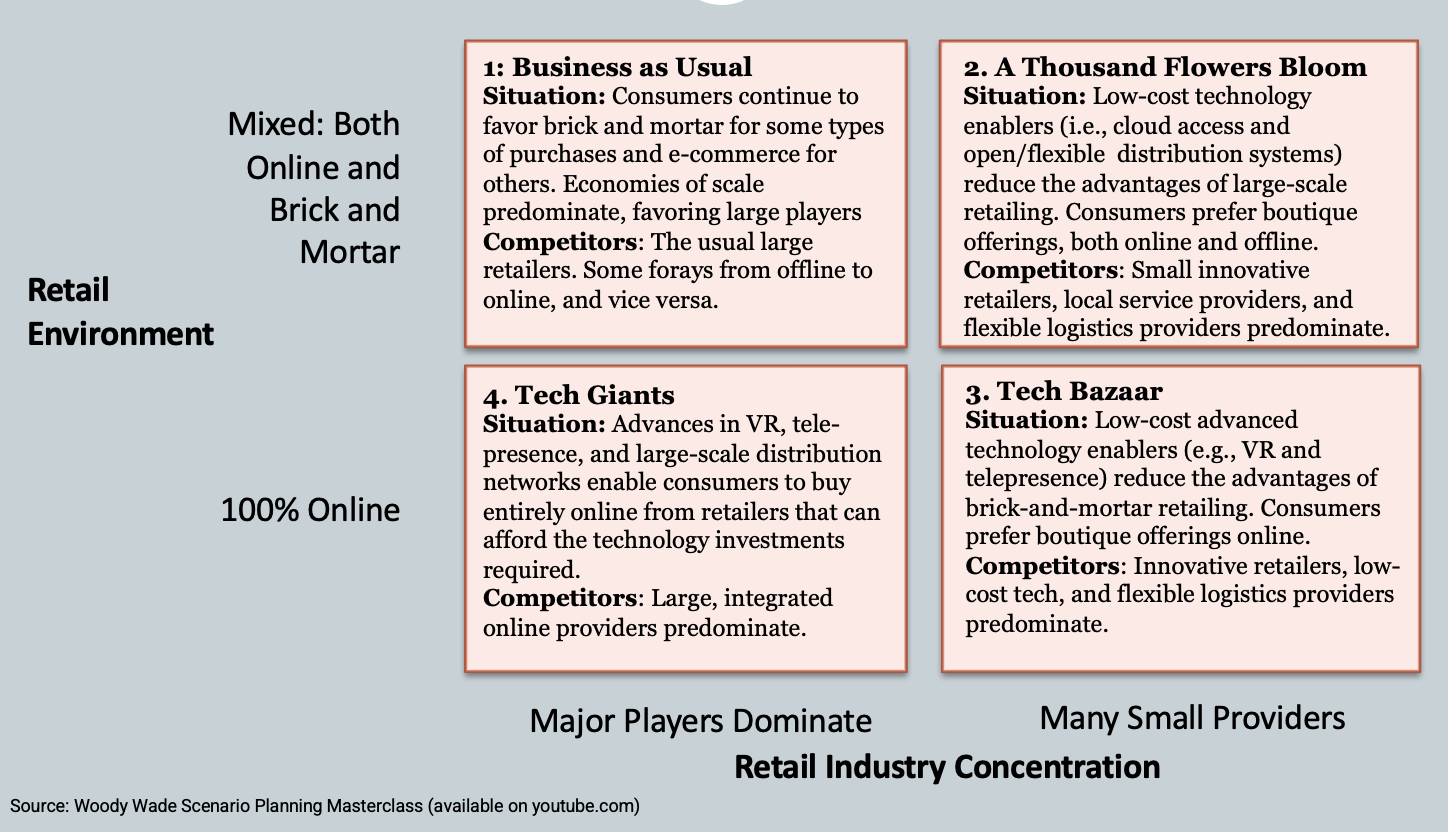 Mixed: Both
Online and
Brick and
Mortar
Retail
Environment
100% Online
1: Business as Usual
Situation: Consumers continue to
favor brick and mortar for some types
of purchases and e-commerce for
others. Economies of scale
predominate, favoring large players
Competitors: The usual large
retailers. Some forays from offline to
online, and vice versa.
2. A Thousand Flowers Bloom
Situation: Low-cost technology
enablers (i.e., cloud access and
open/flexible  distribution systems)
reduce the advantages of large-scale
retailing. Consumers prefer boutique
offerings, both online and offline.
Competitors: Small innovative
retailers, local service providers, and
flexible logistics providers predominate.
4. Tech Giants
Situation: Advances in VR, tele-
presence, and large-scale distribution
networks enable consumers to buy
entirely online from retailers that can
afford the technology investments
required.
Competitors: Large, integrated
online providers predominate.
3. Tech Bazaar
Situation: Low-cost advanced
technology enablers (e.g., VR and
telepresence) reduce the advantages of
brick-and-mortar retailing. Consumers
prefer boutique offerings online.
Competitors: Innovative retailers, low-
cost tech, and flexible logistics providers
predominate.
Major Players Dominate
Many Small Providers
Retail Industry Concentration
Source: Woody Wade Scenario Planning Masterclass (available on youtube.com)